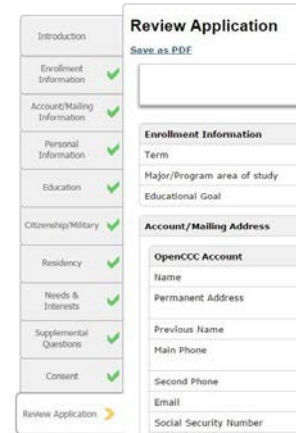 Introduction
Enrollment
Information
Account/Mailing
Information
Personal
Information
Education
Citizenship/Military
Residency
Needs &
Interests
Supplemental
Questions
Consent
Review Application
Review Application
Save as PDF
Enrollment Information
Term
Major/Program area of study
Educational Goal
Account/Mailing Address
OpenCCC Account
Name
Permanent Address
Previous Name
Main Phone
Second Phone
Email
Social Security Number